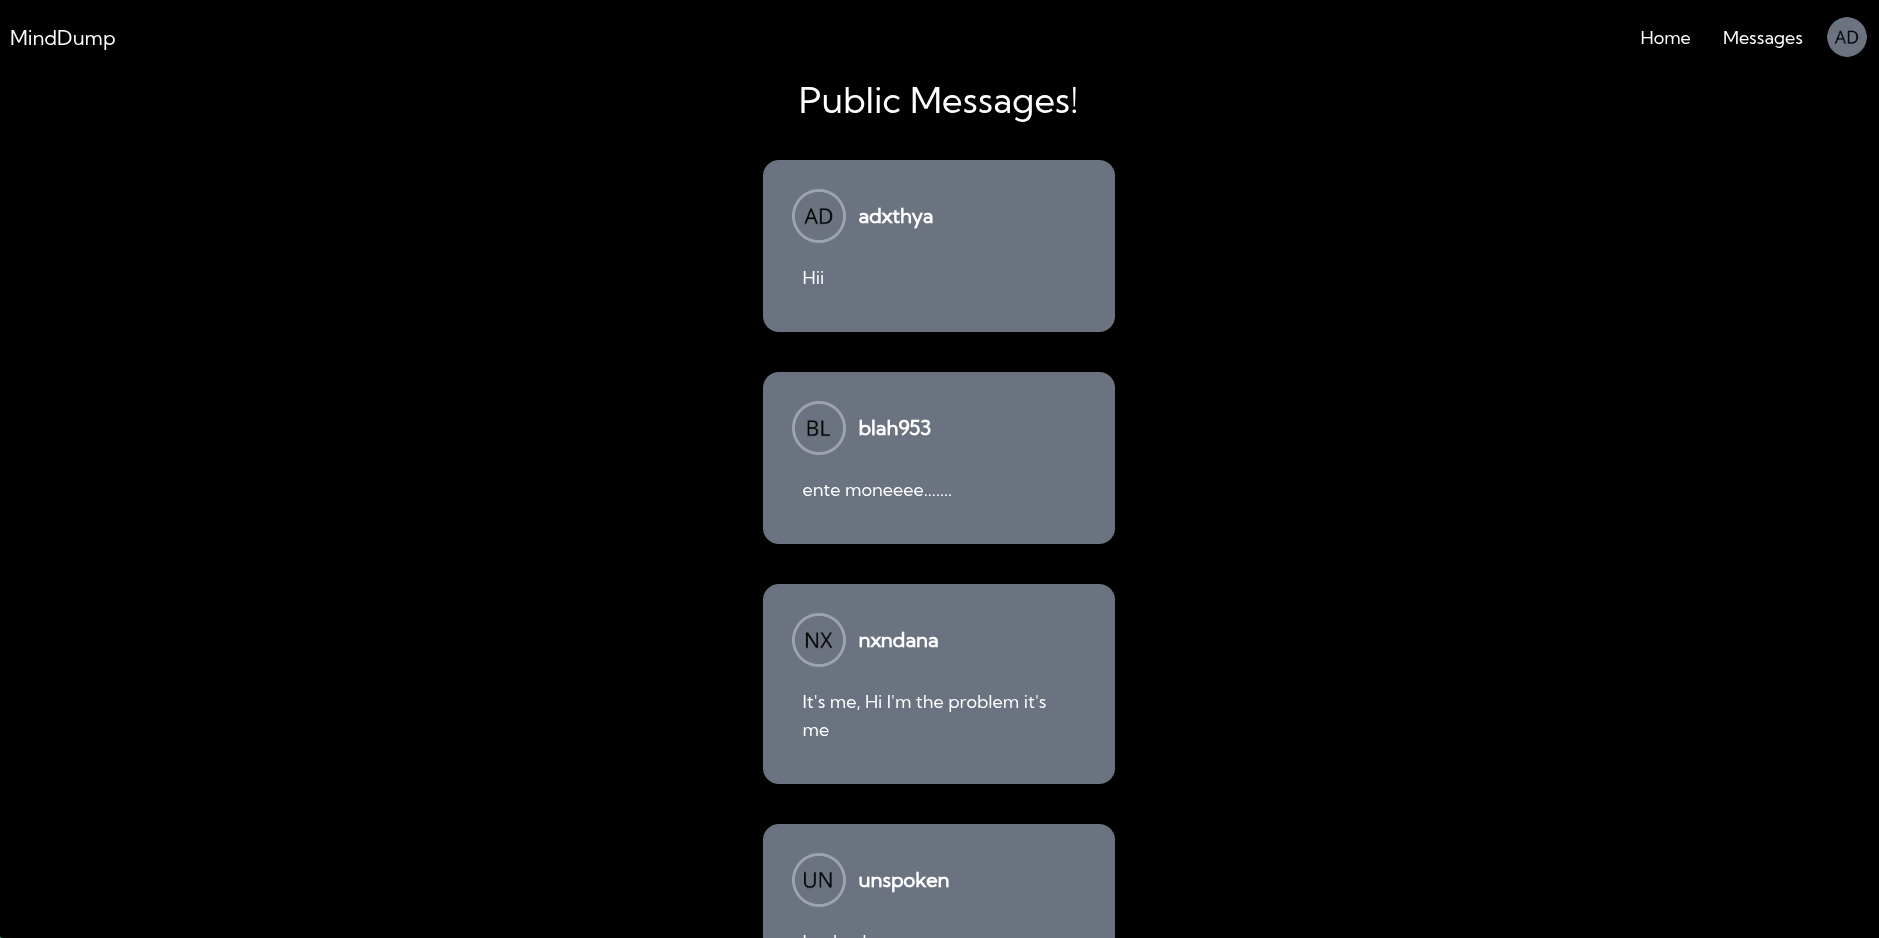 MindDump
Home
Messages
AD
Public Messages!
AD
adxthya
Hii
BL
blah953
ente moneeee.......
NX
nxndana
It's me, Hi I'm the problem it's
me
UN
unspoken